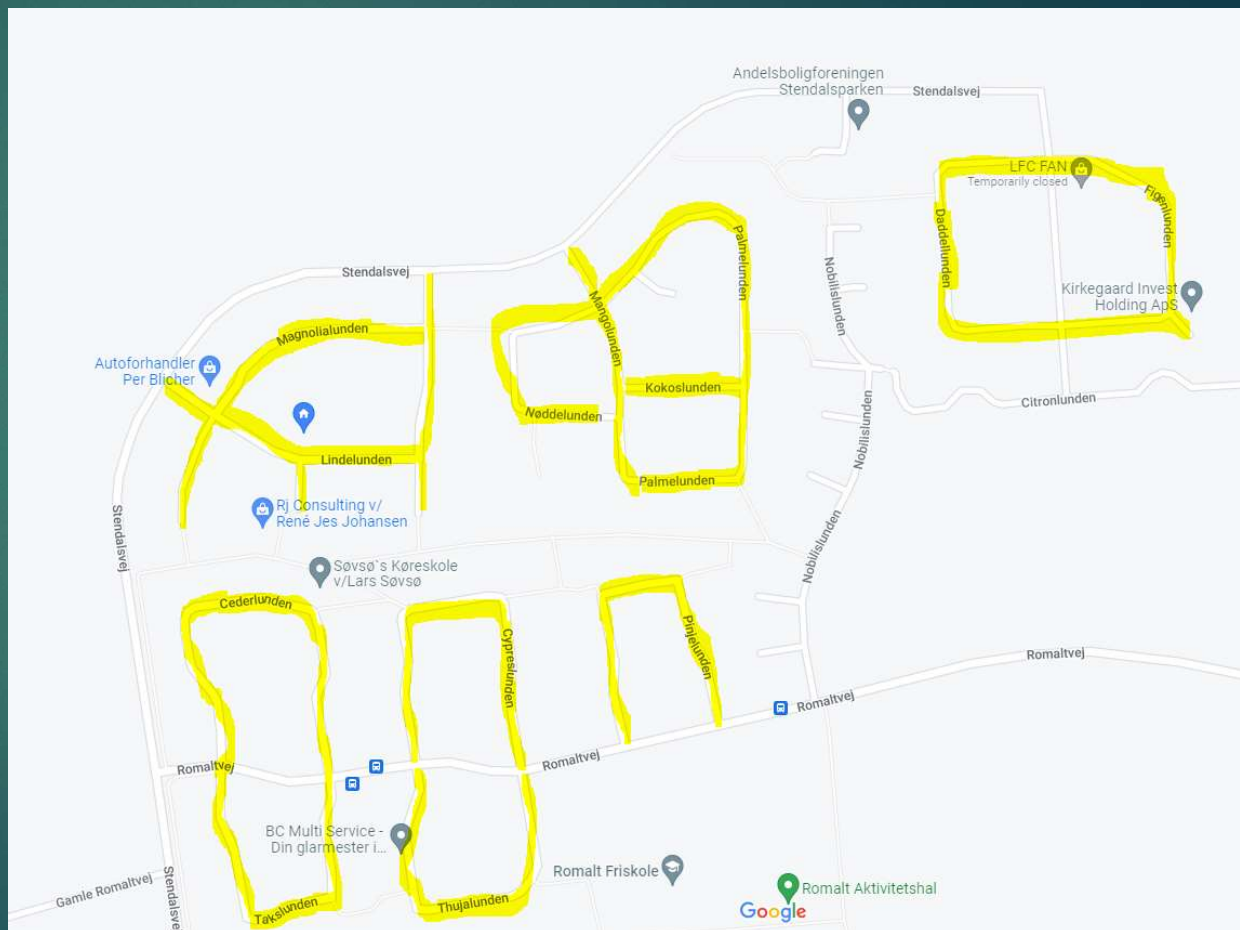 Andelsboligforeningen
Stendalsparken
Stendalsvej
LFC FAN
Temporarily closed
Figenlunden
Daddellunden
Palmelunden
Nobilislunden
Stendalsvej
Kirkegaard Invest
Holding ApS
Mangolunden
Magnolialunden
Autoforhandler
Per Blicher
Kokoslunden
Citronlunden
Nøddelunden
Nobilislunden
Lindelunden
Palmelunden
Rj Consulting v/
René Jes Johansen
Stendalsvej
Nobilislunden
Søvsø`s Køreskole
v/Lars Søvsø
Cederlunden
Cypreslunden
Pinjelunden
Romaltvej
Romaltvej
Romaltvej
Romaltvej
BC Multi Service -
Din glarmester i...
Romalt Friskole
Gamle Romaltvej
Stendalsve
Romalt Aktivitetshal
Takslunden
Thujalunden
Google